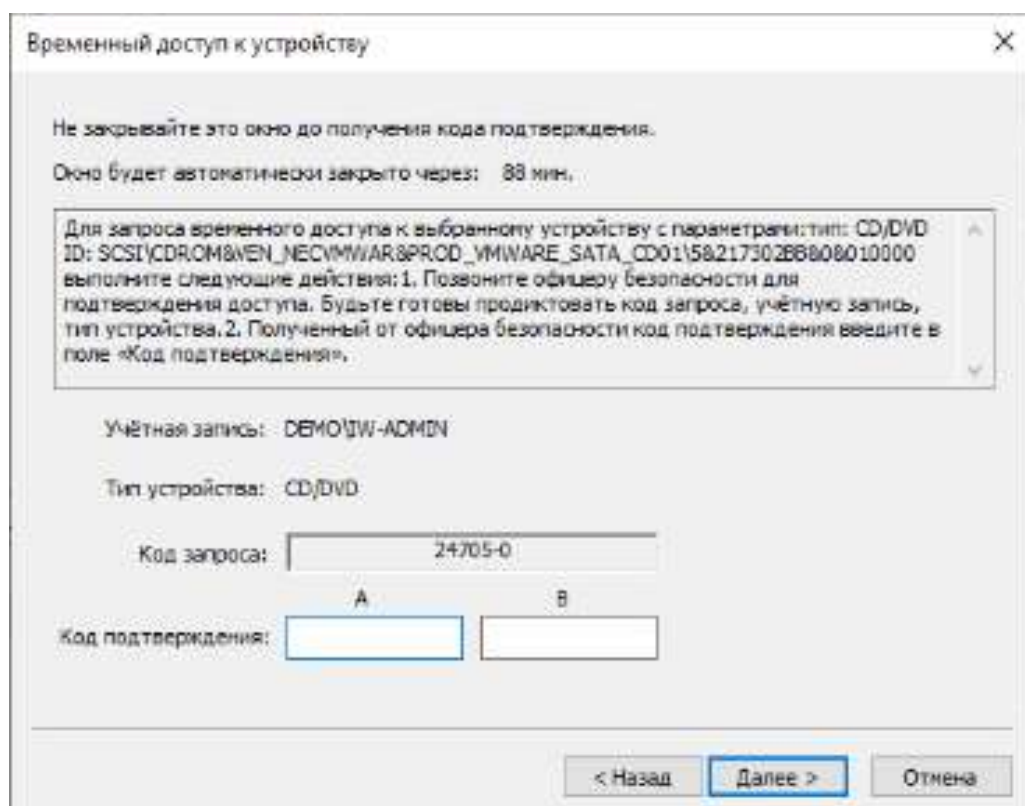 Временный доступ к устройству
Не закрывайте это окно до получения кода подтверждения.
Окно будет автоматически закрыто через: 88 мин.
Для запроса временного доступа к выбранному устройству с параметрами:тип: CD/DVD
ID: SCSI\CDROM&VEN_NECVMWAR&PROD_VMWARE_SATA_CD01\5&217302BB&0&010000
выполните следующие действия:1. Позвоните офицеру безопасности для
подтверждения доступа. Будьте готовы продиктовать код запроса, учётную запись,
тип устройства.2. Полученный от офицера безопасности код подтверждения введите в
поле «Код подтверждения».
Учётная запись: DEMO\IW-ADMIN
Тип устройства: CD/DVD
Код запроса: 24705-0
A B
Код подтверждения:
< Назад Далее > Отмена